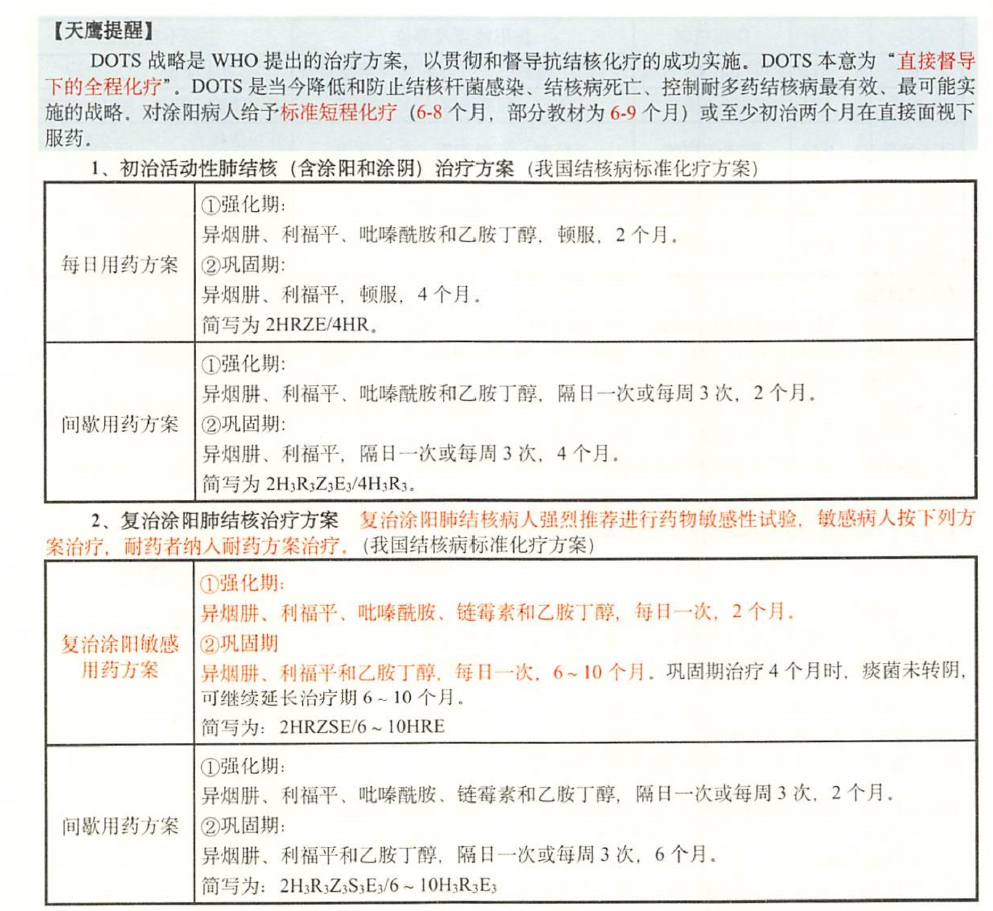 【天鹰提醒】
DOTS 战略是 WHO 提出的治疗方案，以贯彻和督导抗结核化疗的成功实施。DOTS 本意为“直接督导
下的全程化疗”。DOTS 是当今降低和防止结核杆菌感染、结核病死亡、控制耐多药结核病最有效、最可能实
施的战略。对涂阳病人给予标准短程化疗（6-8 个月，部分教材为 6-9 个月）或至少初治两个月在直接面视下
服药。
1、初治活动性肺结核（含涂阳和涂阴）治疗方案（我国结核病标准化疗方案）
每日用药方案
①强化期：
异烟肼、利福平、吡嗪酰胺和乙胺丁醇，顿服，2 个月。
②巩固期：
异烟肼、利福平，顿服，4 个月。
简写为 2HRZE/4HR。
间歇用药方案
①强化期：
异烟肼、利福平、吡嗪酰胺和乙胺丁醇，隔日一次或每周 3 次，2 个月。
②巩固期：
异烟肼、利福平，隔日一次或每周 3 次，4 个月。
简写为 2H₃R₃Z₃E₃/4H₃R₃。
2、复治涂阳肺结核治疗方案 复治涂阳肺结核病人强烈推荐进行药物敏感性试验，敏感病人按下列方
案治疗，耐药者纳入耐药方案治疗。（我国结核病标准化疗方案）
复治涂阳敏感
用药方案
①强化期：
异烟肼、利福平、吡嗪酰胺、链霉素和乙胺丁醇，每日一次，2 个月。
②巩固期
异烟肼、利福平和乙胺丁醇，每日一次，6～10 个月。巩固期治疗 4 个月时，痰菌未转阴，
可继续延长治疗期 6～10 个月。
简写为：2HRZSE/6～10HRE
间歇用药方案
①强化期：
异烟肼、利福平、吡嗪酰胺、链霉素和乙胺丁醇，隔日一次或每周 3 次，2 个月。
②巩固期：
异烟肼、利福平和乙胺丁醇，隔日一次或每周 3 次，6 个月。
简写为：2H₃R₃Z₃S₃E₃/6～10H₃R₃E₃